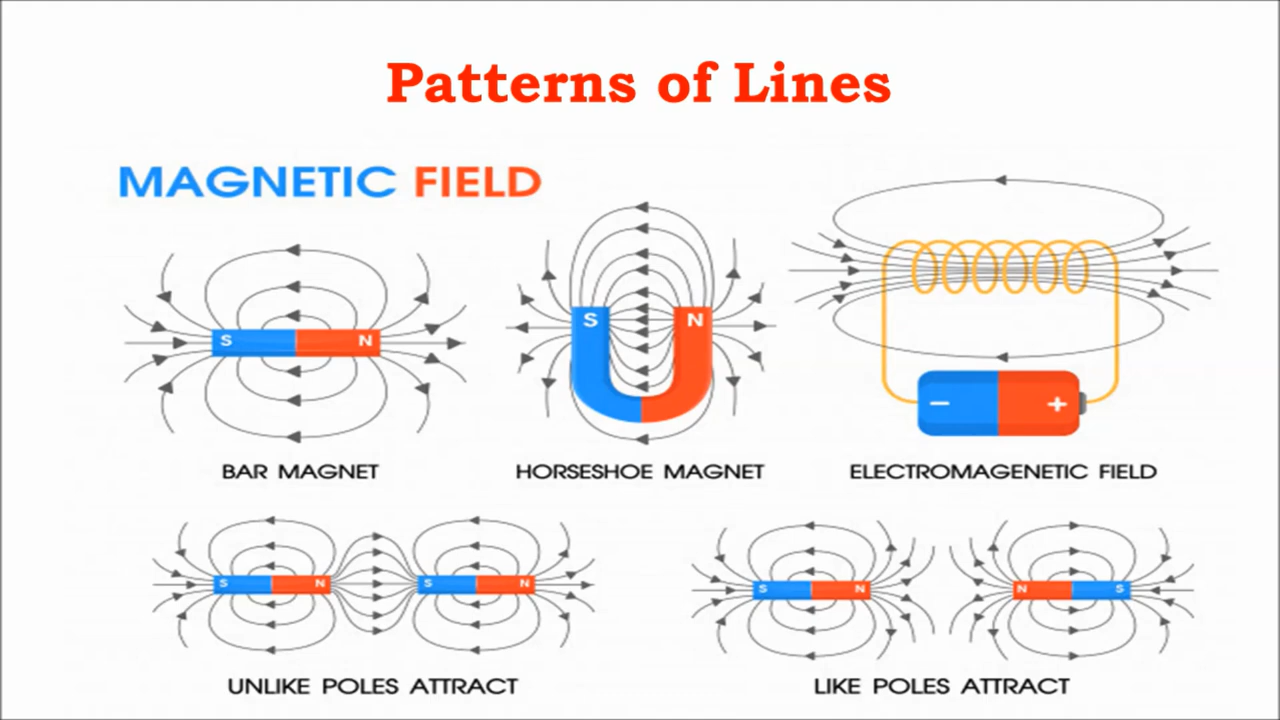 Patterns of Lines
MAGNETIC FIELD
S N
S N
− +
BAR MAGNET
HORSESHOE MAGNET
ELECTROMAGENETIC FIELD
S N S N
S N N S
UNLIKE POLES ATTRACT
LIKE POLES ATTRACT